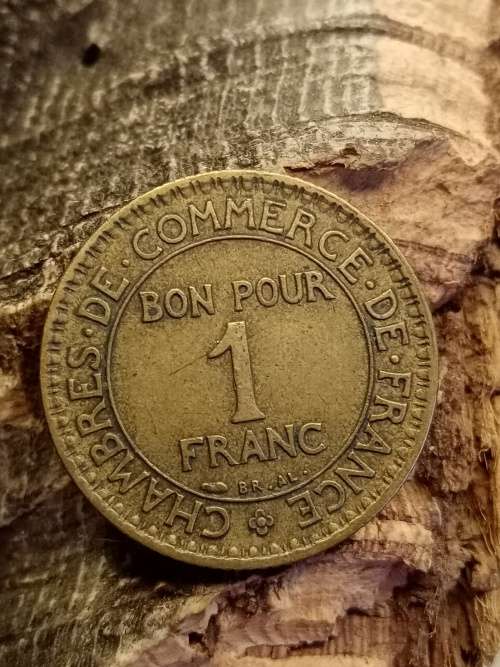 CHAMBRES·DE·COMMERCE·DE·FRANCE
BON POUR
1
FRANC
BR.AL.